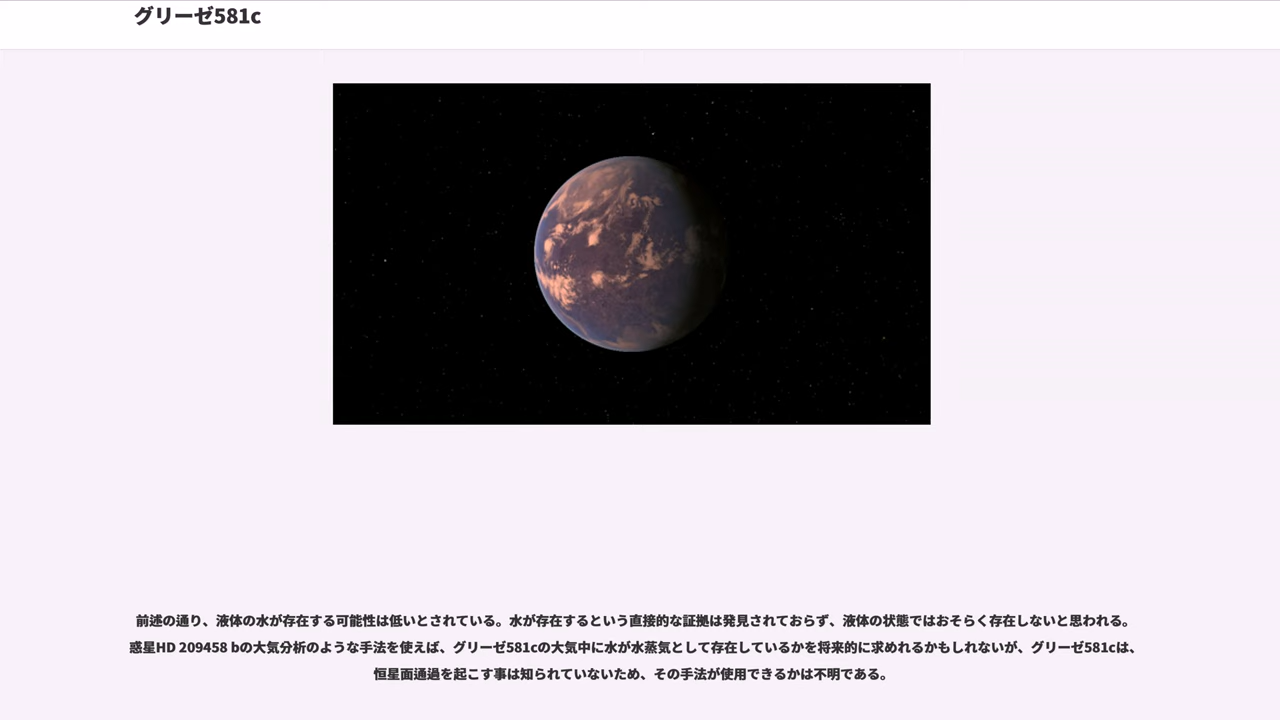 グリーゼ581c
前述の通り、液体の水が存在する可能性は低いとされている。水が存在するという直接的な証拠は発見されておらず、液体の状態ではおそらく存在しないと思われる。
惑星HD 209458 bの大気分析のような手法を使えば、グリーゼ581cの大気中に水が水蒸気として存在しているかを将来的に求めれるかもしれないが、グリーゼ581cは、
恒星面通過を起こす事は知られていないため、その手法が使用できるかは不明である。